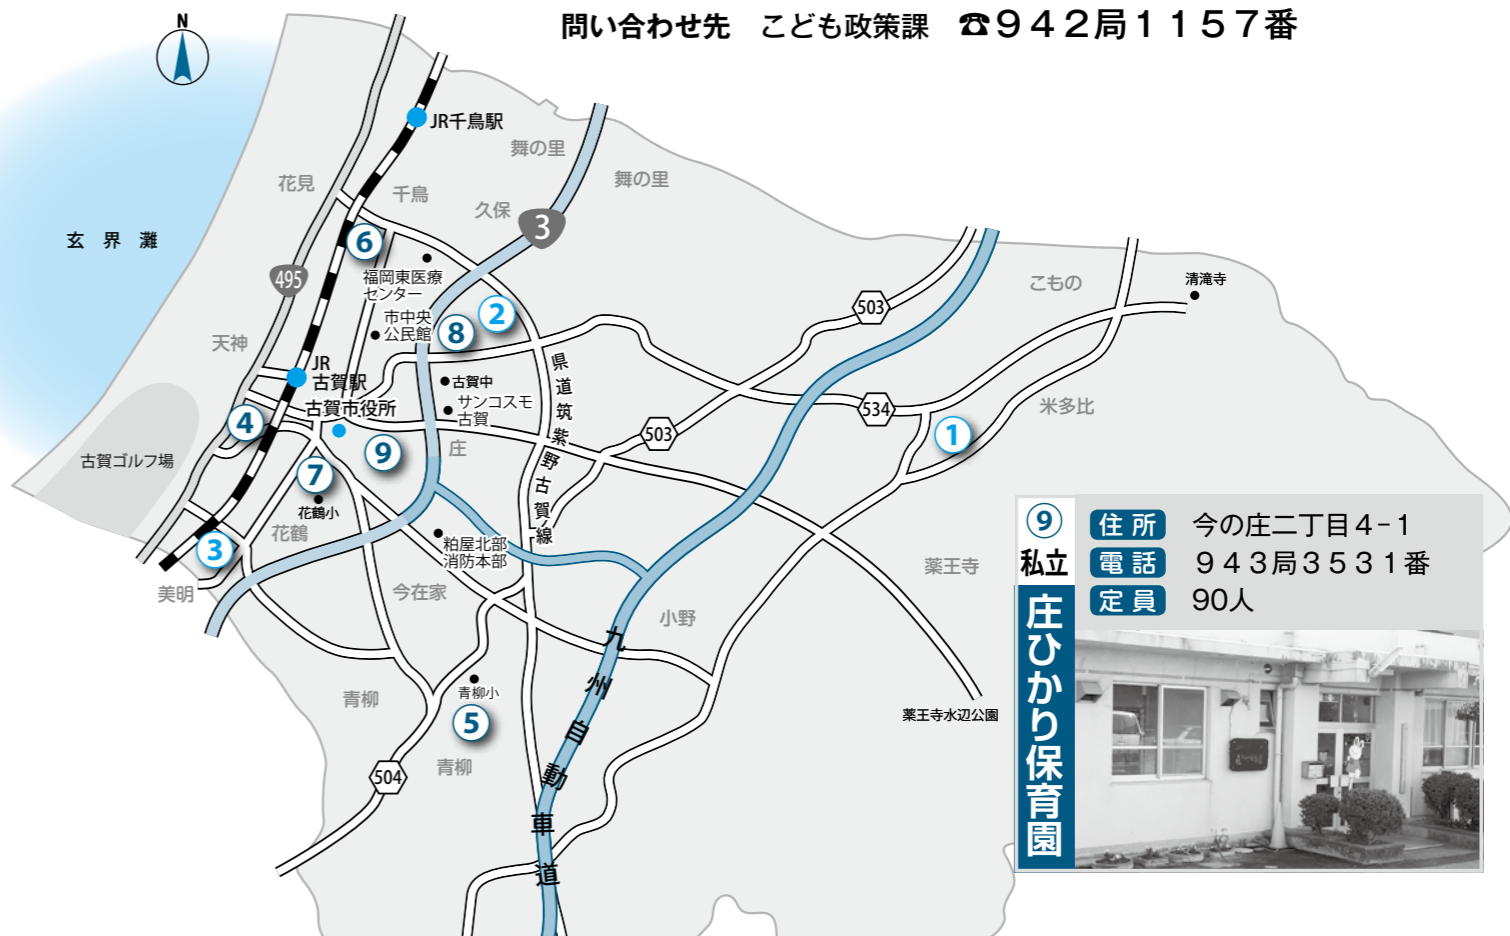 問い合わせ先 こども政策課 ☎942局1157番
N
JR千鳥駅
舞の里
舞の里
花見
千鳥
久保
3
玄界灘
6
495
福岡東医療
センター
2
市中央
公民館
8
天神
JR
古賀駅
古賀中
サンコスモ
古賀
古賀市役所
4
9
庄
7
古賀ゴルフ場
花鶴小
花鶴
3
美明
粕屋北部
消防本部
今在家
県道筑紫野古賀線
503
503
534
こもの
清滝寺
米多比
1
薬王寺
小野
薬王寺水辺公園
青柳
青柳小
5
青柳
504
九州自動車道
⑨
私立
庄ひかり保育園
住所 今の庄二丁目4-1
電話 943局3531番
定員 90人